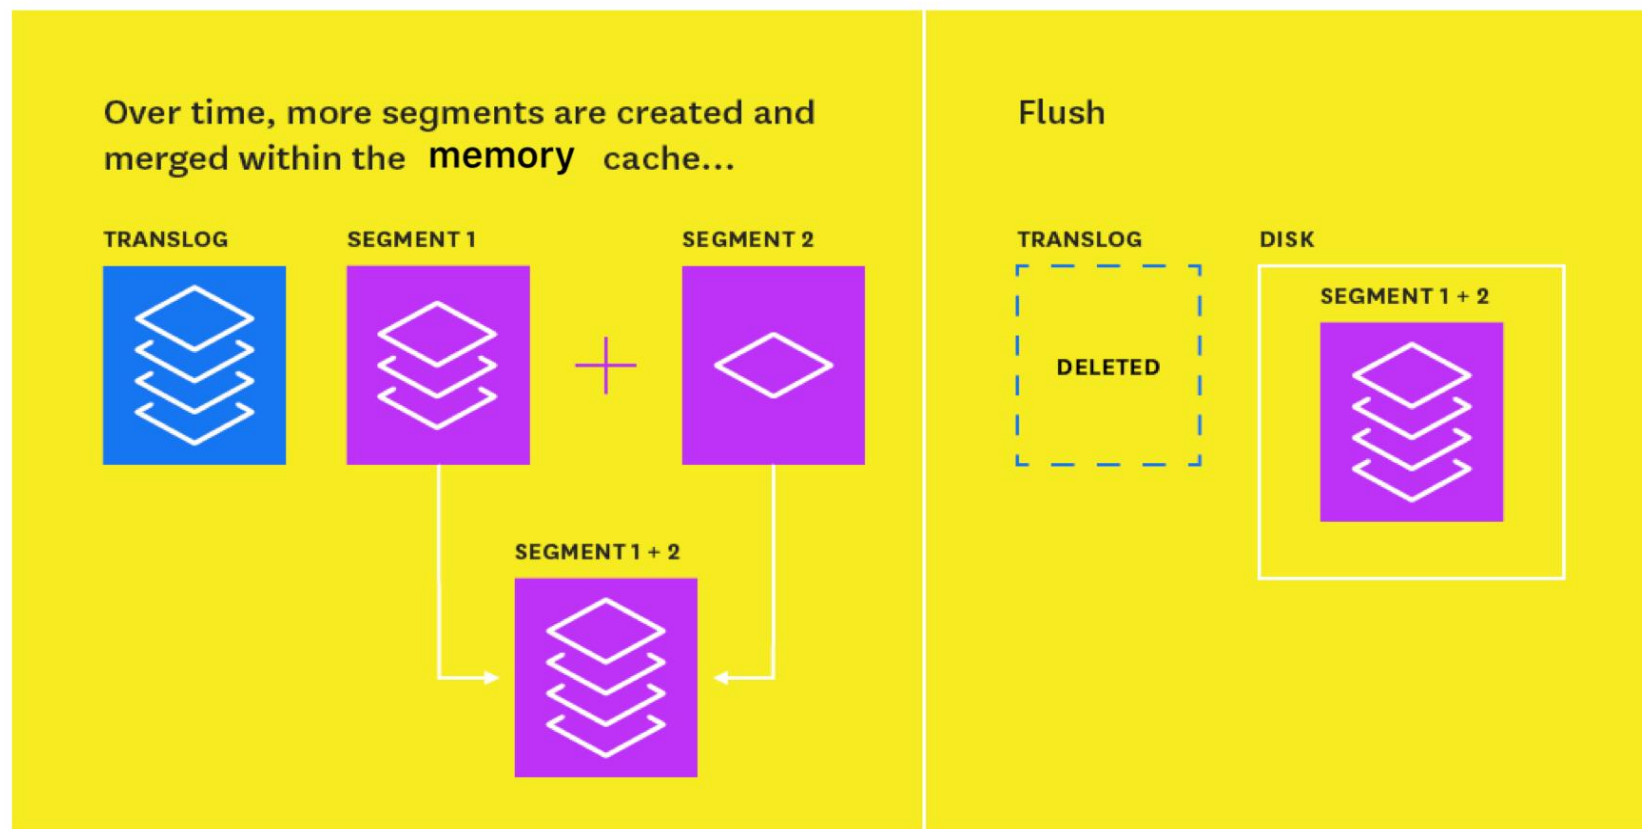 Over time, more segments are created and
merged within the memory cache...
TRANSLOG
SEGMENT 1
SEGMENT 2
SEGMENT 1 + 2
Flush
TRANSLOG
DISK
SEGMENT 1 + 2
DELETED